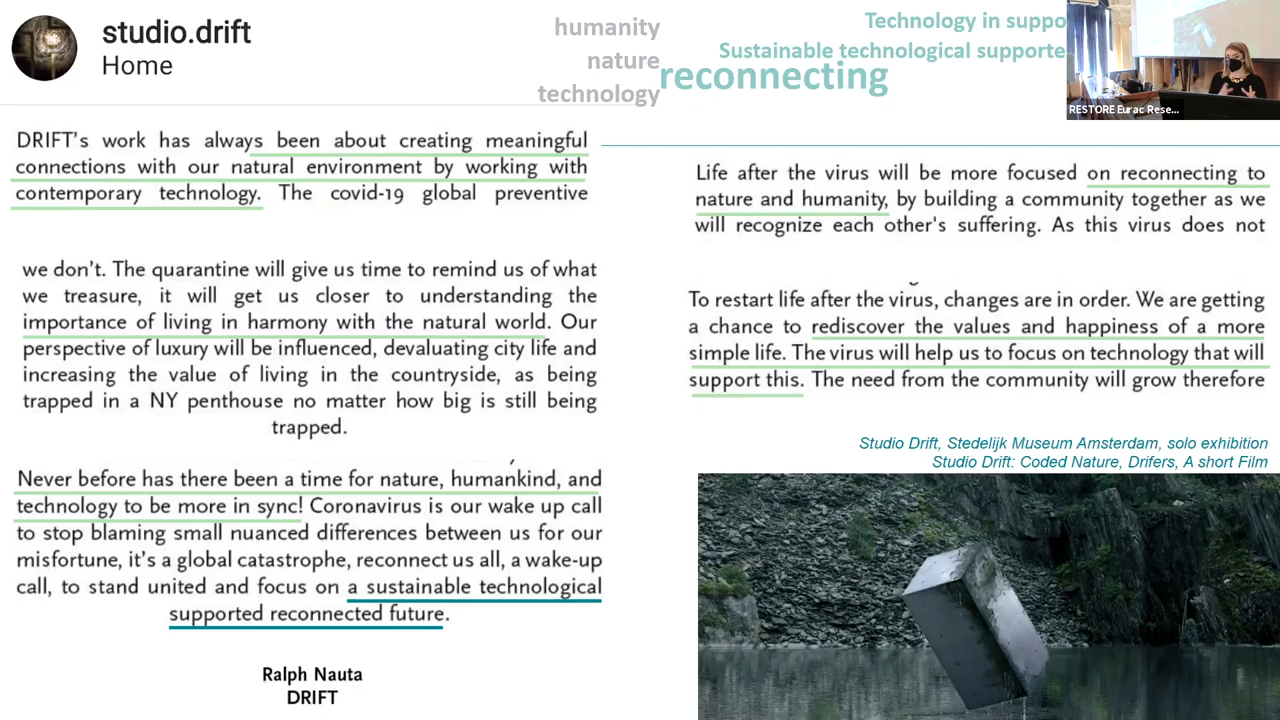 studio.drift
Home
humanity
nature
technology
reconnecting
Technology in suppo
Sustainable technological supporte
RESTORE Eurac Rese...
DRIFT's work has always been about creating meaningful
connections with our natural environment by working with
contemporary technology. The covid-19 global preventive
we don't. The quarantine will give us time to remind us of what
we treasure, it will get us closer to understanding the
importance of living in harmony with the natural world. Our
perspective of luxury will be influenced, devaluating city life and
increasing the value of living in the countryside, as being
trapped in a NY penthouse no matter how big is still being
trapped.
Never before has there been a time for nature, humankind, and
technology to be more in sync! Coronavirus is our wake up call
to stop blaming small nuanced differences between us for our
misfortune, it's a global catastrophe, reconnect us all, a wake-up
call, to stand united and focus on a sustainable technological
supported reconnected future.
Ralph Nauta
DRIFT
Life after the virus will be more focused on reconnecting to
nature and humanity, by building a community together as we
will recognize each other's suffering. As this virus does not
To restart life after the virus, changes are in order. We are getting
a chance to rediscover the values and happiness of a more
simple life. The virus will help us to focus on technology that will
support this. The need from the community will grow therefore
Studio Drift, Stedelijk Museum Amsterdam, solo exhibition
Studio Drift: Coded Nature, Drifers, A short Film